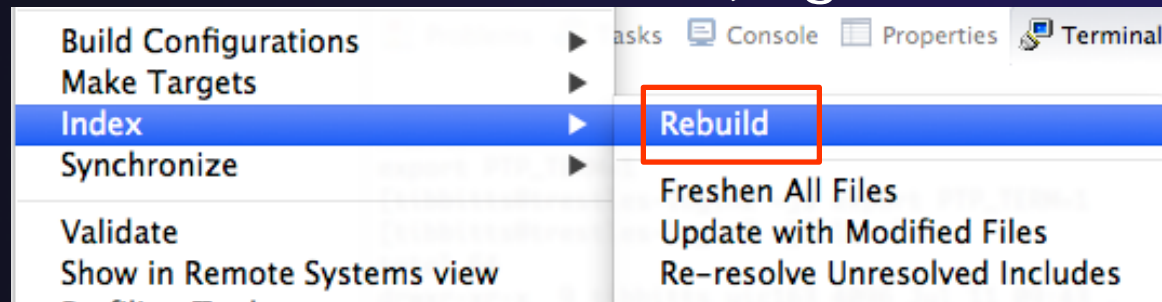 Build Configurations
Make Targets
Index
Synchronize
Validate
Show in Remote Systems view
Tasks Console Properties Terminal
Rebuild
Freshen All Files
Update with Modified Files
Re-resolve Unresolved Includes